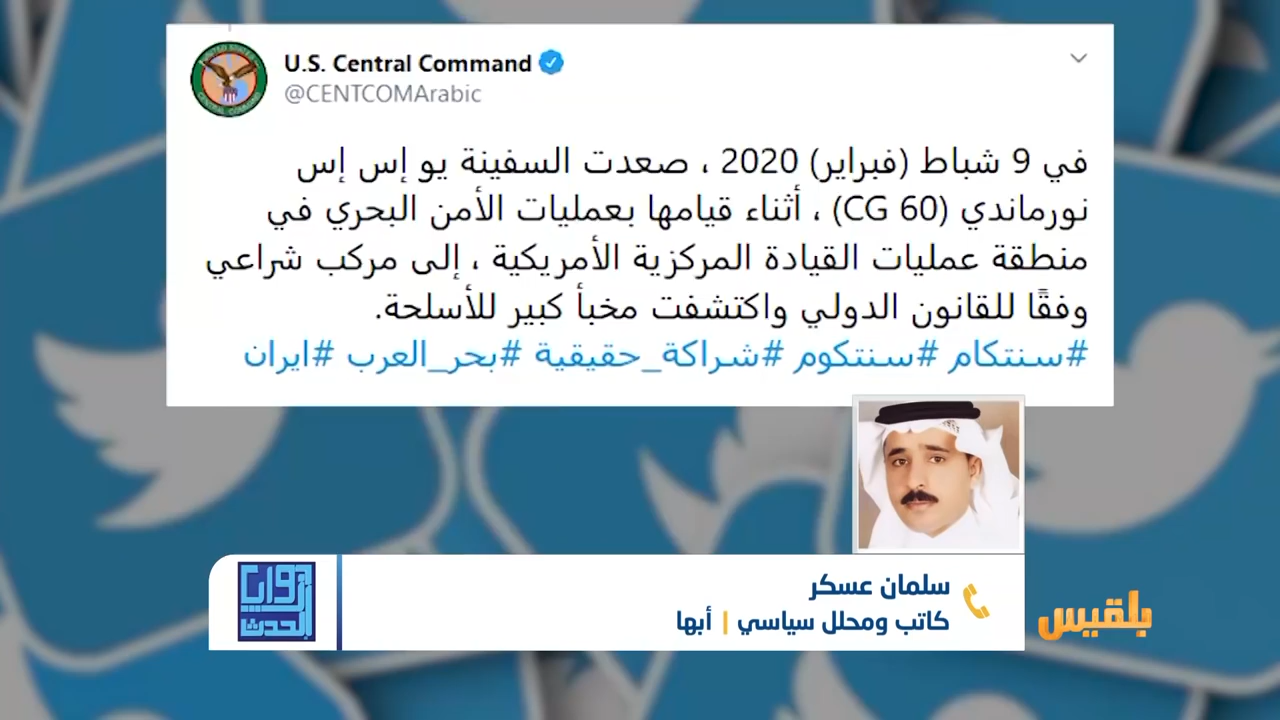 U.S. Central Command
@CENTCOMArabic
في 9 شباط (فبراير) 2020 ، صعدت السفينة يو إس إس
نورماندي (CG 60) ، أثناء قيامها بعمليات الأمن البحري في
منطقة عمليات القيادة المركزية الأمريكية ، إلى مركب شراعي
وفقًا للقانون الدولي واكتشفت مخبأ كبير للأسلحة.
#سنتكام #سنتكوم #شراكة_حقيقية #بحر_العرب #ايران
سلمان عسكر
كاتب ومحلل سياسي | أبها
بلقيس
الحدث